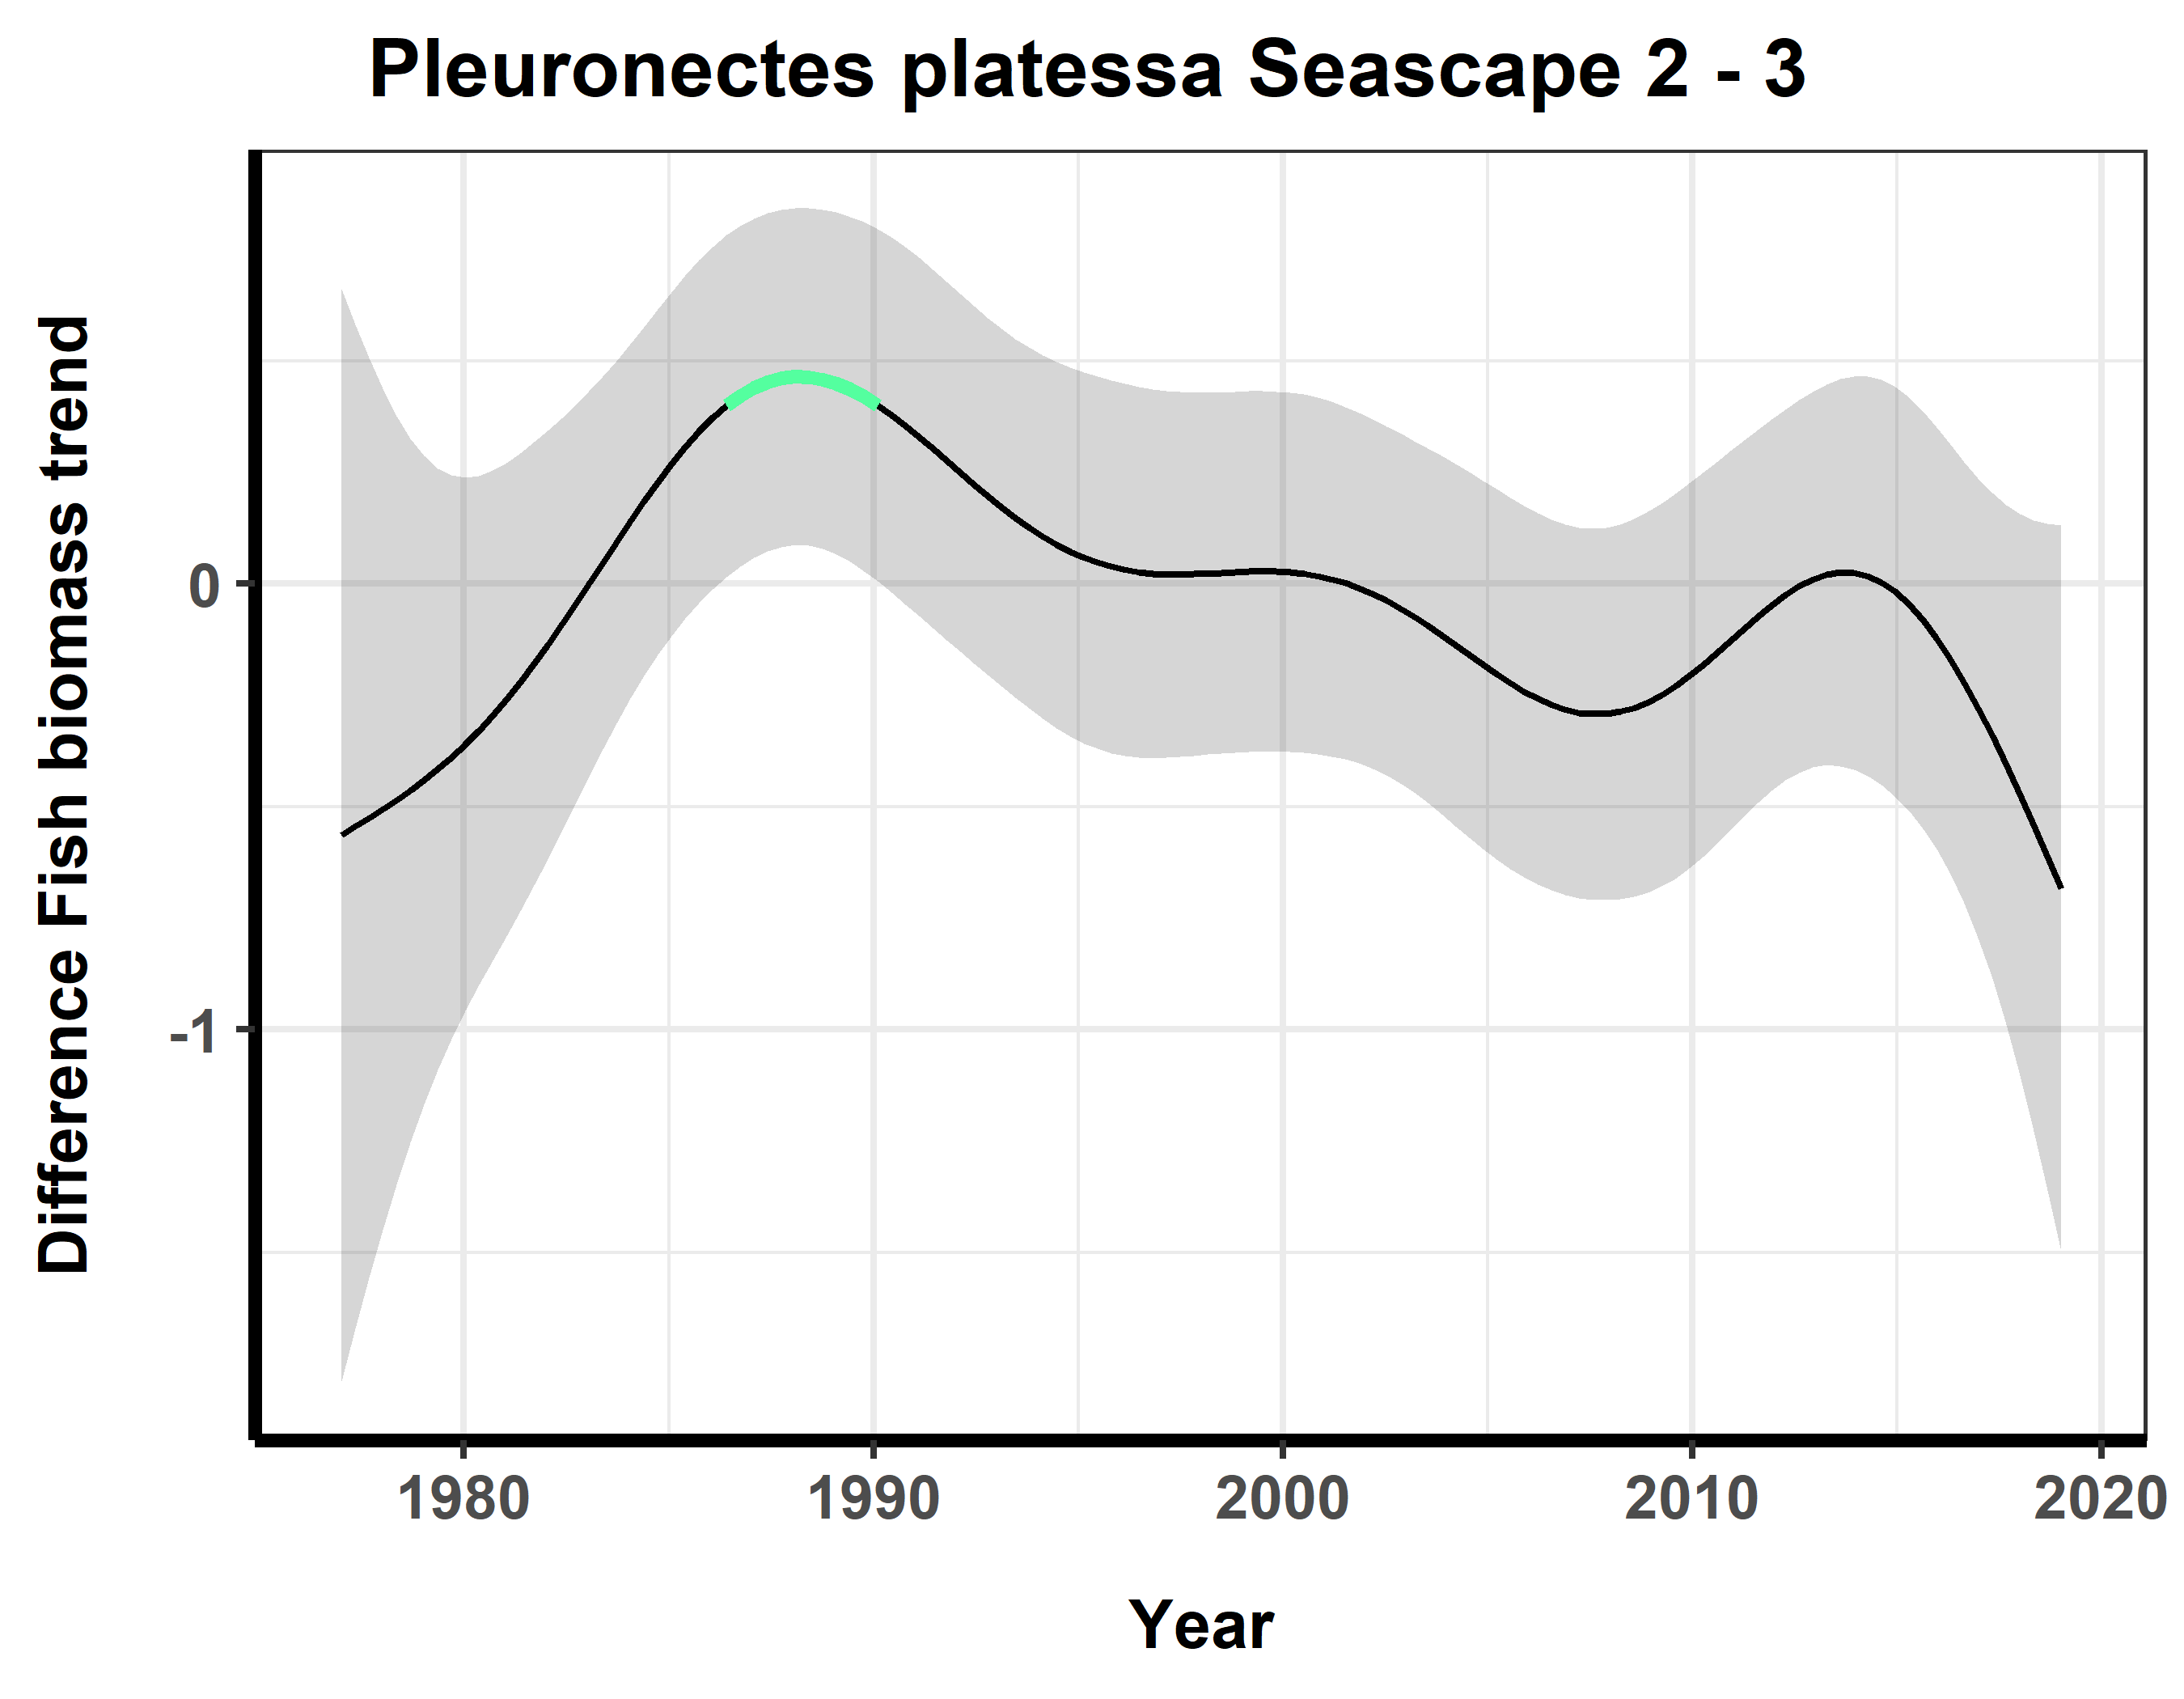 Pleuronectes platessa Seascape 2 - 3
Difference Fish biomass trend
0
-1
1980 1990 2000 2010 2020
Year